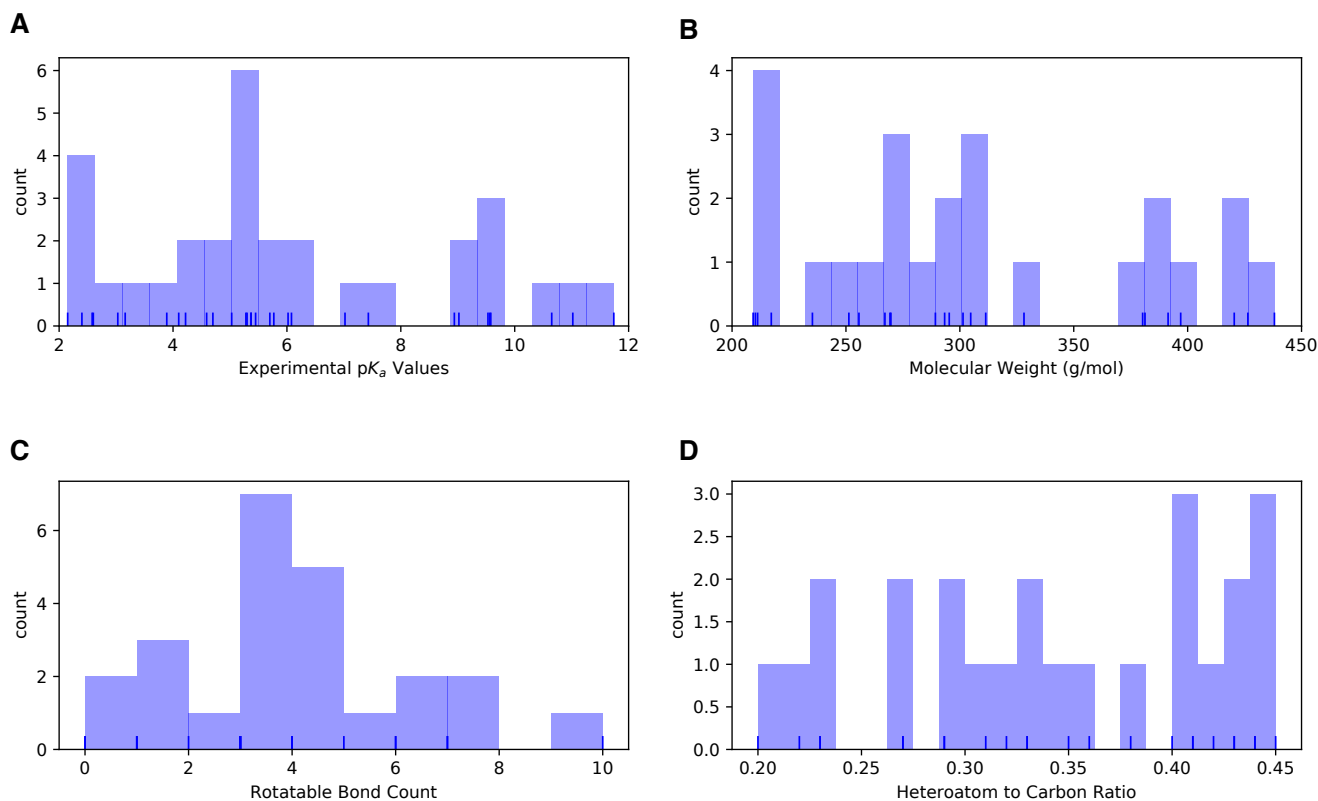 A
6
5
4
3
2
1
0
count
2 4 6 8 10 12
Experimental pKa Values
B
4
3
2
1
0
count
200 250 300 350 400 450
Molecular Weight (g/mol)
C
6
4
2
0
count
0 2 4 6 8 10
Rotatable Bond Count
D
3.0
2.5
2.0
1.5
1.0
0.5
0.0
count
0.20 0.25 0.30 0.35 0.40 0.45
Heteroatom to Carbon Ratio